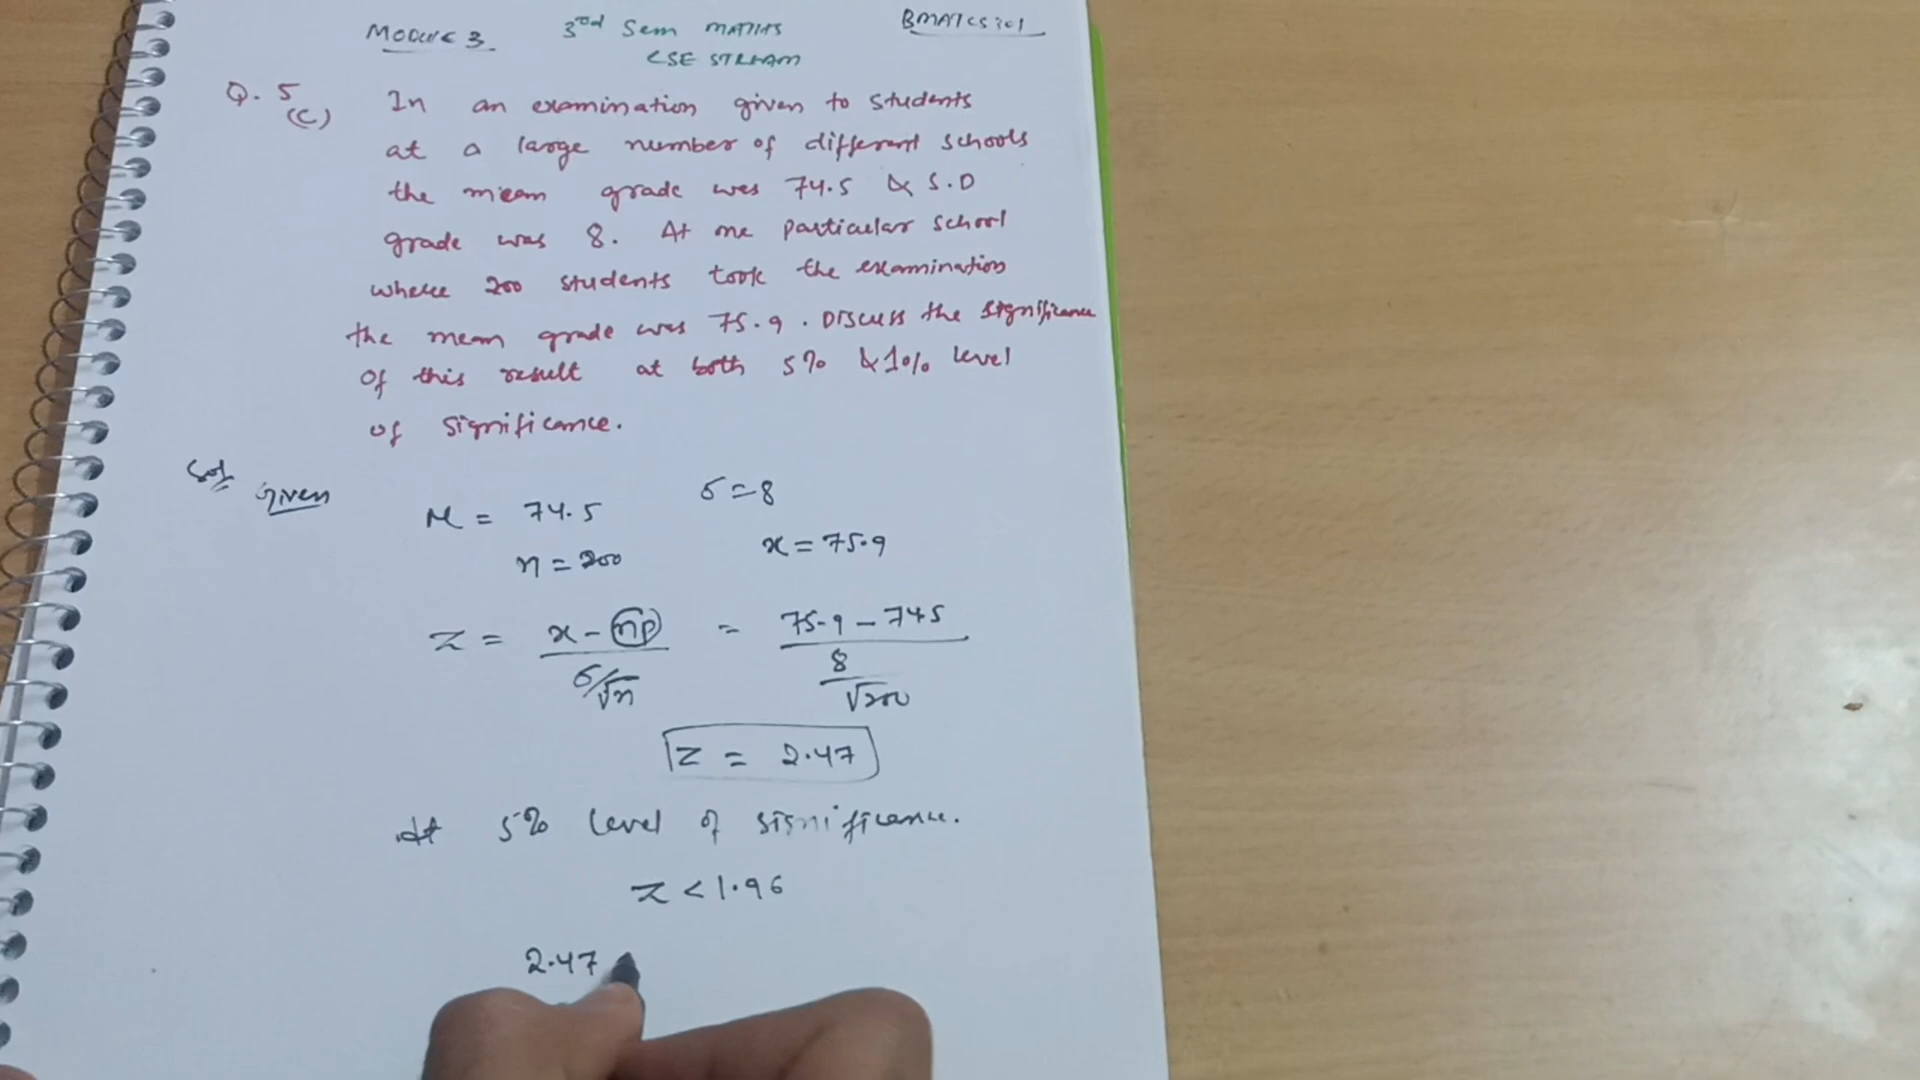 Module 3 3rd Sem MATHS BMATCS301
CSE STREAM
Q. 5 In an examination given to students
(C) at a large number of different schools
the mean grade was 74.5 & S.D
grade was 8. At one particular school
where 200 students took the examination
the mean grade was 75.9. Discuss the significance
of this result at both 5% & 1% level
of significance.
Sol Given
M = 74.5 σ = 8
n = 200 x = 75.9
z = x - np / σ/√n = 75.9 - 74.5 / 8/√200
z = 2.47
At 5% level of significance.
z < 1.96
2.47